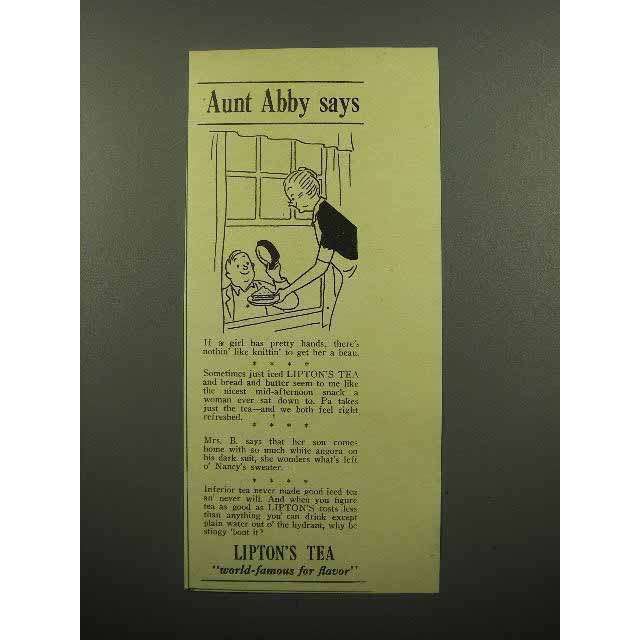 Aunt Abby says
If a girl has pretty hands, there's
nothin' like knittin' to get her a beau.
* * * *
Sometimes just iced LIPTON'S TEA
and bread and butter seem to me like
the nicest mid-afternoon snack a
woman ever sat down to. Pa takes
just the tea—and we both feel right
refreshed.
* * * *
Mrs. B. says that her son comes
home with so much white angora on
his dark suit, she wonders what's left
o' Nancy's sweater.
* * * *
Inferior tea never made good iced tea
an' never will. And when you figure
tea as good as LIPTON'S costs less
than anything you can drink except
plain water out o' the hydrant, why be
stingy 'bout it?
LIPTON'S TEA
"world-famous for flavor"